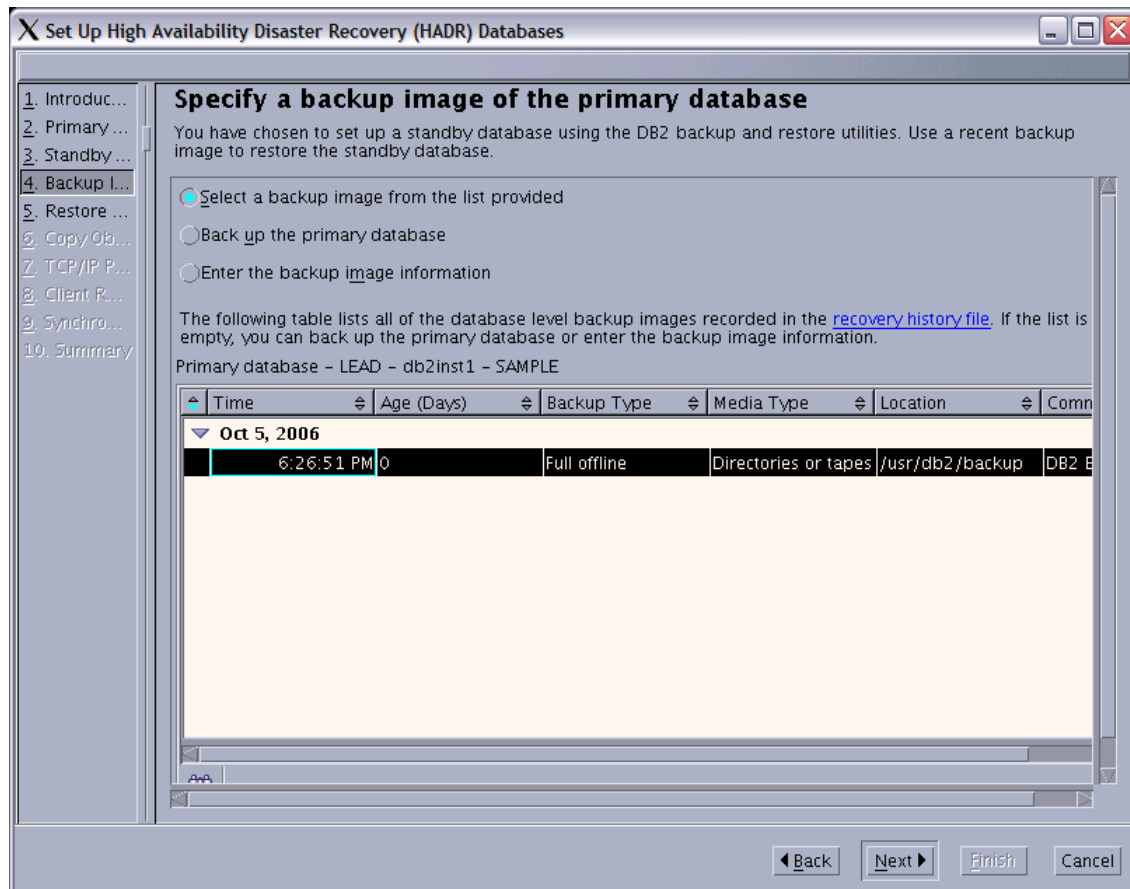 X Set Up High Availability Disaster Recovery (HADR) Databases
1. Introduc...
2. Primary ...
3. Standby ...
4. Backup I...
5. Restore ...
6. Copy Ob...
7. TCP/IP P...
8. Client R...
9. Synchro...
10. Summary
Specify a backup image of the primary database
You have chosen to set up a standby database using the DB2 backup and restore utilities. Use a recent backup
image to restore the standby database.
Select a backup image from the list provided
Back up the primary database
Enter the backup image information
The following table lists all of the database level backup images recorded in the recovery history file. If the list is
empty, you can back up the primary database or enter the backup image information.
Primary database - LEAD - db2inst1 - SAMPLE
Time Age (Days) Backup Type Media Type Location Comn
Oct 5, 2006
6:26:51 PM 0 Full offline Directories or tapes /usr/db2/backup DB2 E
Back Next Finish Cancel